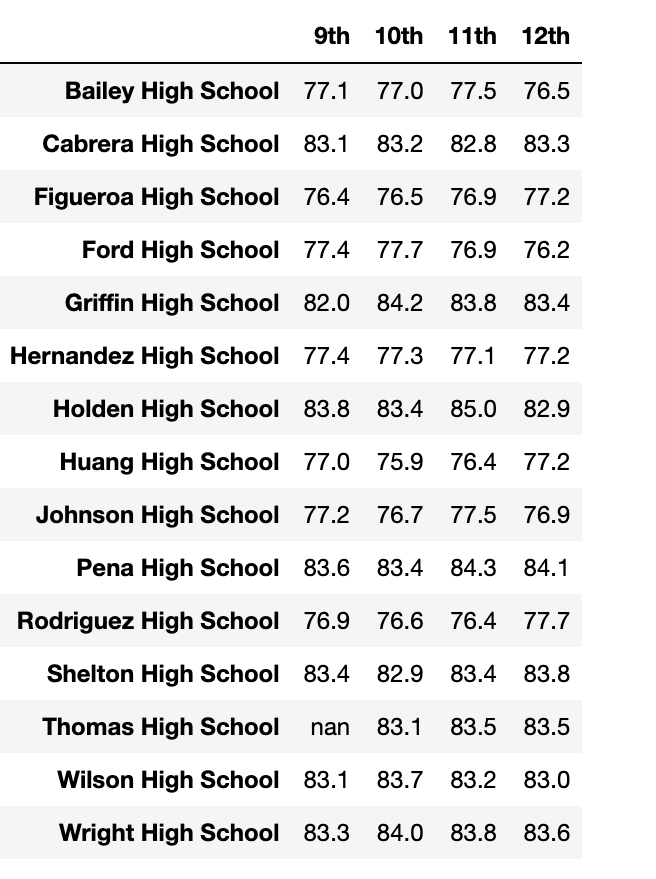 9th 10th 11th 12th
Bailey High School 77.1 77.0 77.5 76.5
Cabrera High School 83.1 83.2 82.8 83.3
Figueroa High School 76.4 76.5 76.9 77.2
Ford High School 77.4 77.7 76.9 76.2
Griffin High School 82.0 84.2 83.8 83.4
Hernandez High School 77.4 77.3 77.1 77.2
Holden High School 83.8 83.4 85.0 82.9
Huang High School 77.0 75.9 76.4 77.2
Johnson High School 77.2 76.7 77.5 76.9
Pena High School 83.6 83.4 84.3 84.1
Rodriguez High School 76.9 76.6 76.4 77.7
Shelton High School 83.4 82.9 83.4 83.8
Thomas High School nan 83.1 83.5 83.5
Wilson High School 83.1 83.7 83.2 83.0
Wright High School 83.3 84.0 83.8 83.6